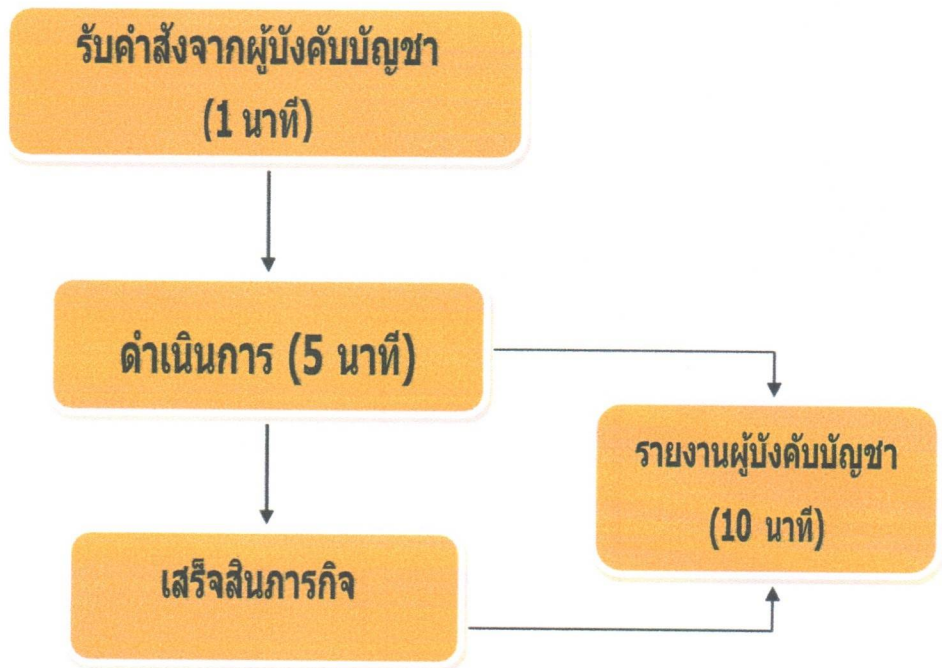 รับคำสั่งจากผู้บังคับบัญชา
(1 นาที)
ดำเนินการ (5 นาที)
รายงานผู้บังคับบัญชา
(10 นาที)
เสร็จสินภารกิจ